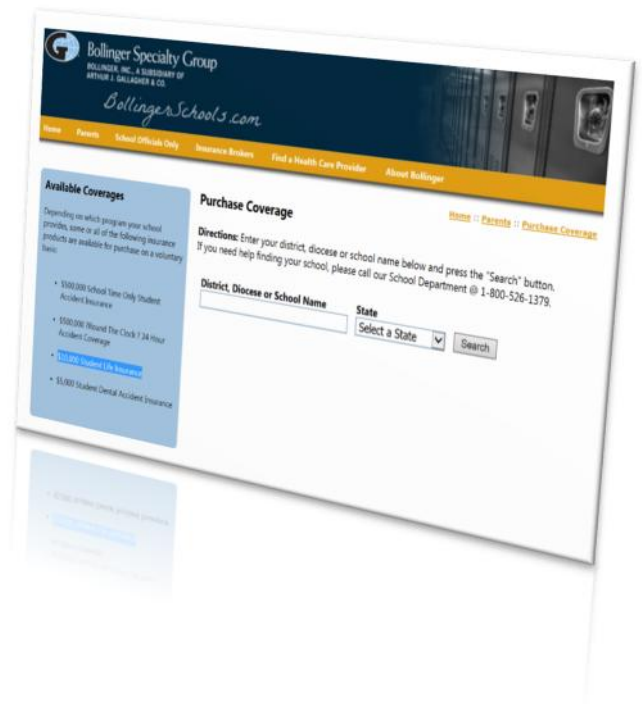 Bollinger Specialty Group
BOLLINGER, INC., A SUBSIDIARY OF
ARTHUR J. GALLAGHER & CO.
BollingerSchools.com
Home Parents School Officials Only Insurance Brokers Find a Health Care Provider About Bollinger
Available Coverages
Depending on which program your school
provides, some or all of the following insurance
products are available for purchase on a voluntary
basis:
• $500,000 School Time Only Student
Accident Insurance
• $500,000 'Round The Clock / 24 Hour
Accident Coverage
• $10,000 Student Life Insurance
• $5,000 Student Dental Accident Insurance
Home :: Parents :: Purchase Coverage
Purchase Coverage
Directions: Enter your district, diocese or school name below and press the "Search" button.
If you need help finding your school, please call our School Department @ 1-800-526-1379.
District, Diocese or School Name State
Select a State Search